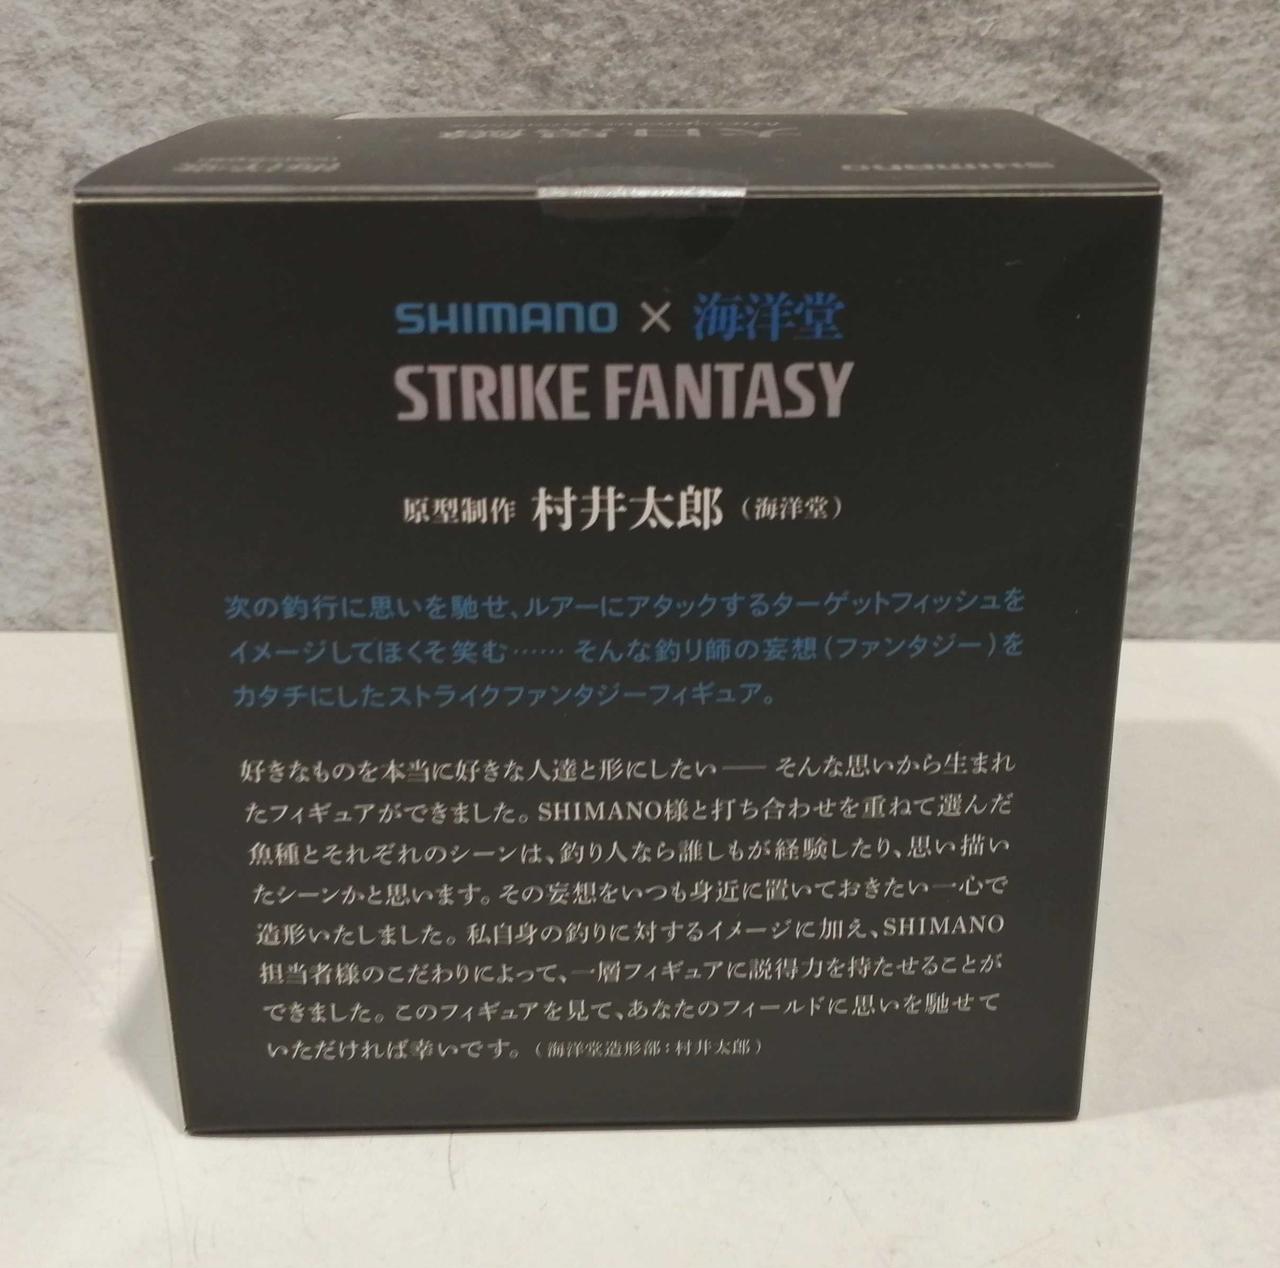 SHIMANO
SHIMANO × 海洋堂
STRIKE FANTASY
原型制作 村井太郎（海洋堂）
次の釣行に思いを馳せ、ルアーにアタックするターゲットフィッシュを
イメージしてほくそ笑む…… そんな釣り師の妄想（ファンタジー）を
カタチにしたストライクファンタジーフィギュア。
好きなものを本当に好きな人達と形にしたい ―― そんな思いから生まれ
たフィギュアができました。SHIMANO様と打ち合わせを重ねて選んだ
魚種とそれぞれのシーンは、釣り人なら誰しもが経験したり、思い描い
たシーンかと思います。その妄想をいつも身近に置いておきたい一心で
造形いたしました。私自身の釣りに対するイメージに加え、SHIMANO
担当者様のこだわりによって、一層フィギュアに説得力を持たせることが
できました。このフィギュアを見て、あなたのフィールドに思いを馳せて
いただければ幸いです。（海洋堂造形部：村井太郎）